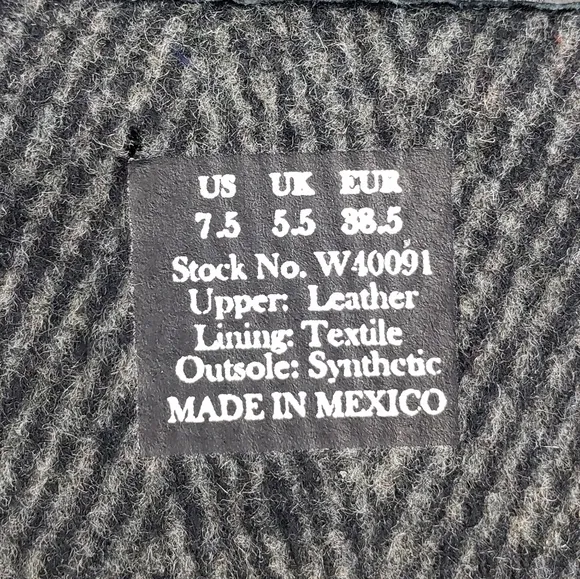 US UK EUR
7.5 5.5 38.5
Stock No. W40091
Upper: Leather
Lining: Textile
Outsole: Synthetic
MADE IN MEXICO